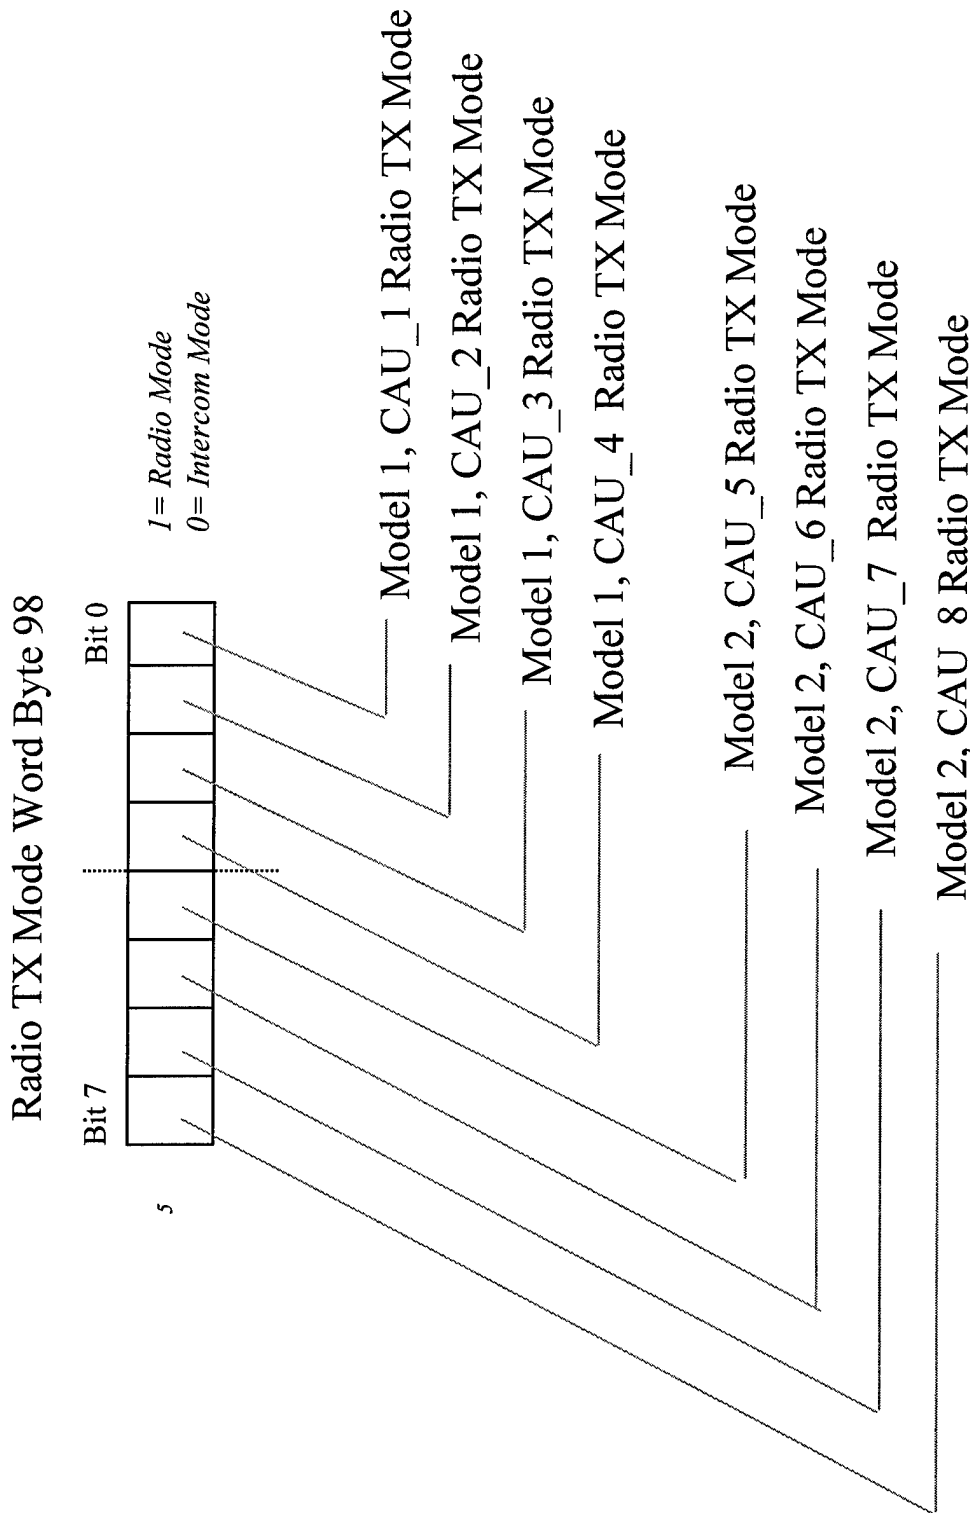 Radio TX Mode Word Byte 98
Bit 7
Bit 0
5
1= Radio Mode
0= Intercom Mode
Model 1, CAU_1 Radio TX Mode
Model 1, CAU_2 Radio TX Mode
Model 1, CAU_3 Radio TX Mode
Model 1, CAU_4 Radio TX Mode
Model 2, CAU_5 Radio TX Mode
Model 2, CAU_6 Radio TX Mode
Model 2, CAU_7 Radio TX Mode
Model 2, CAU 8 Radio TX Mode